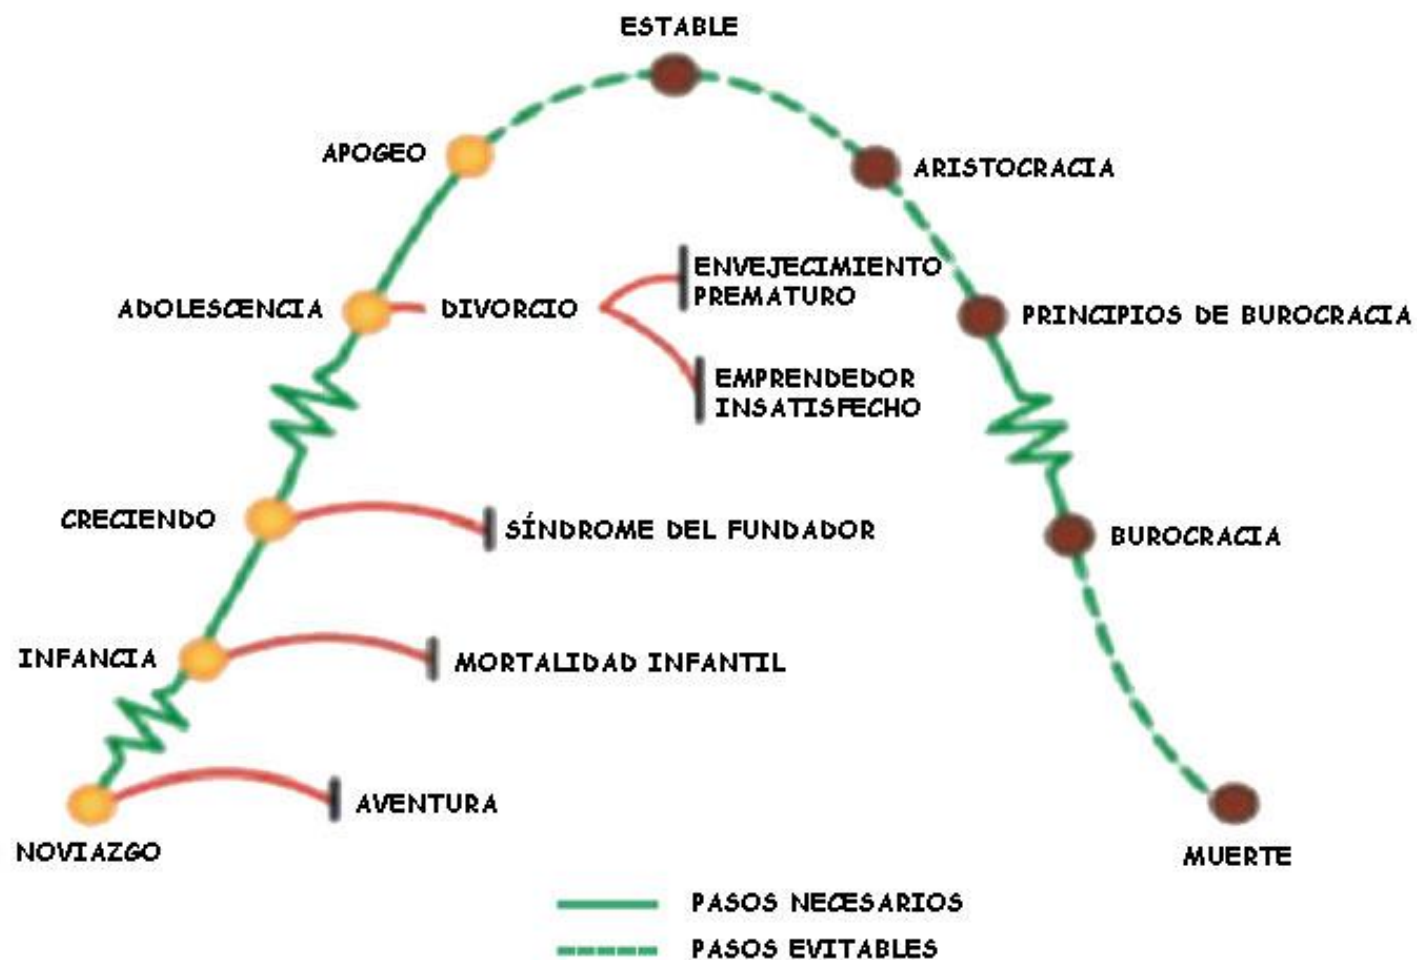 ESTABLE
APOGEO
ARISTOCRACIA
ENVEJECIMIENTO
PREMATURO
ADOLESCENCIA
DIVORCIO
PRINCIPIOS DE BUROCRACIA
EMPRENDEDOR
INSATISFECHO
CRECIENDO
SÍNDROME DEL FUNDADOR
BUROCRACIA
INFANCIA
MORTALIDAD INFANTIL
AVENTURA
NOVIAZGO
MUERTE
PASOS NECESARIOS
PASOS EVITABLES